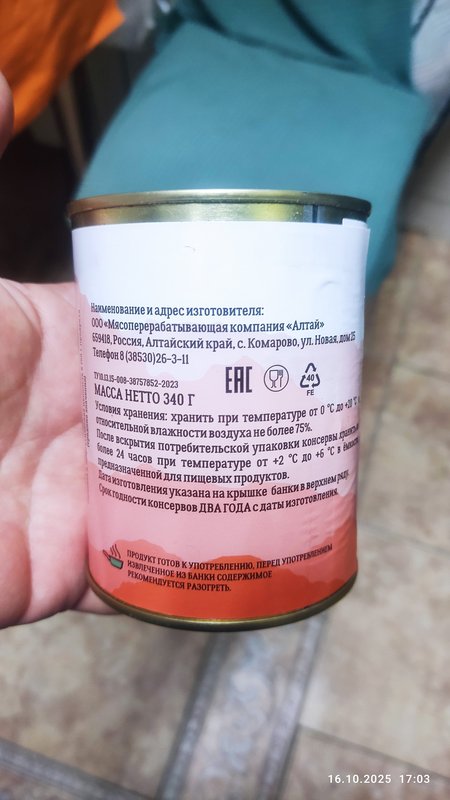 Наименование и адрес изготовителя:
ООО «Мясоперерабатывающая компания «Алтай»
659418, Россия, Алтайский край, с. Комарово, ул. Новая, дом 25
Телефон 8 (38530)26-3-11
ТУ10.13.15-008-38757852-2023
МАССА НЕТТО 340 Г
ЕАС
40
FE
Условия хранения: хранить при температуре от 0 °С до +20 °С
относительной влажности воздуха не более 75%.
После вскрытия потребительской упаковки консервы
более 24 часов при температуре от +2 °С до +6 °С в
предназначенной для пищевых продуктов.
Дата изготовления указана на крышке банки в верхнем ряду.
Срок годности консервов ДВА ГОДА с даты изготовления.
ПРОДУКТ ГОТОВ К УПОТРЕБЛЕНИЮ, ПЕРЕД УПОТРЕБЛЕНИЕМ
ИЗВЛЕЧЕННОЕ ИЗ БАНКИ СОДЕРЖИМОЕ
РЕКОМЕНДУЕТСЯ РАЗОГРЕТЬ.
16.10.2025 17:03